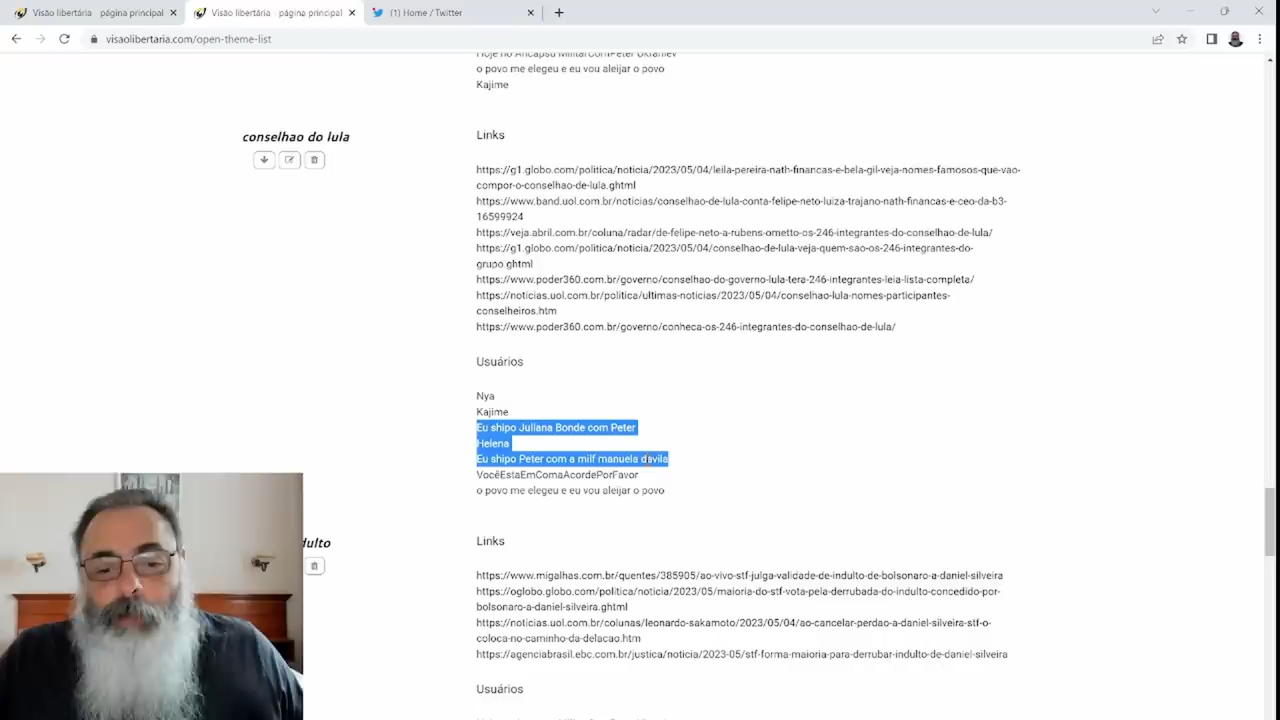 Visão libertária - página principal
Visão libertária - página principal
(1) Home / Twitter
visaolibertaria.com/open-theme-list
o povo me elegeu e eu vou aleijar o povo
Kajime
conselhao do lula
Links
https://g1.globo.com/politica/noticia/2023/05/04/leila-pereira-nath-financas-e-bela-gil-veja-nomes-famosos-que-vao-
compor-o-conselhao-de-lula.ghtml
https://www.band.uol.com.br/noticias/conselhao-de-lula-conta-felipe-neto-luiza-trajano-nath-financas-e-ceo-da-b3-
16599924
https://veja.abril.com.br/coluna/radar/de-felipe-neto-a-rubens-ometto-os-246-integrantes-do-conselhao-de-lula/
https://g1.globo.com/politica/noticia/2023/05/04/conselhao-de-lula-veja-quem-sao-os-246-integrantes-do-
grupo.ghtml
https://www.poder360.com.br/governo/conselhao-do-governo-lula-tera-246-integrantes-leia-lista-completa/
https://noticias.uol.com.br/politica/ultimas-noticias/2023/05/04/conselhao-lula-nomes-participantes-
conselheiros.htm
https://www.poder360.com.br/governo/conheca-os-246-integrantes-do-conselhao-de-lula/
Usuários
Nya
Kajime
Eu shipo Juliana Bonde com Peter
Helena
Eu shipo Peter com a milf manuela davila
VocêEstaEmComaAcordePorFavor
o povo me elegeu e eu vou aleijar o povo
dulto
Links
https://www.migalhas.com.br/quentes/385905/ao-vivo-stf-julga-validade-de-indulto-de-bolsonaro-a-daniel-silveira
https://oglobo.globo.com/politica/noticia/2023/05/maioria-do-stf-vota-pela-derrubada-do-indulto-concedido-por-
bolsonaro-a-daniel-silveira.ghtml
https://noticias.uol.com.br/colunas/leonardo-sakamoto/2023/05/04/ao-cancelar-perdao-a-daniel-silveira-stf-o-
coloca-no-caminho-da-delacao.htm
https://agenciabrasil.ebc.com.br/justica/noticia/2023-05/stf-forma-maioria-para-derrubar-indulto-de-daniel-silveira
Usuários